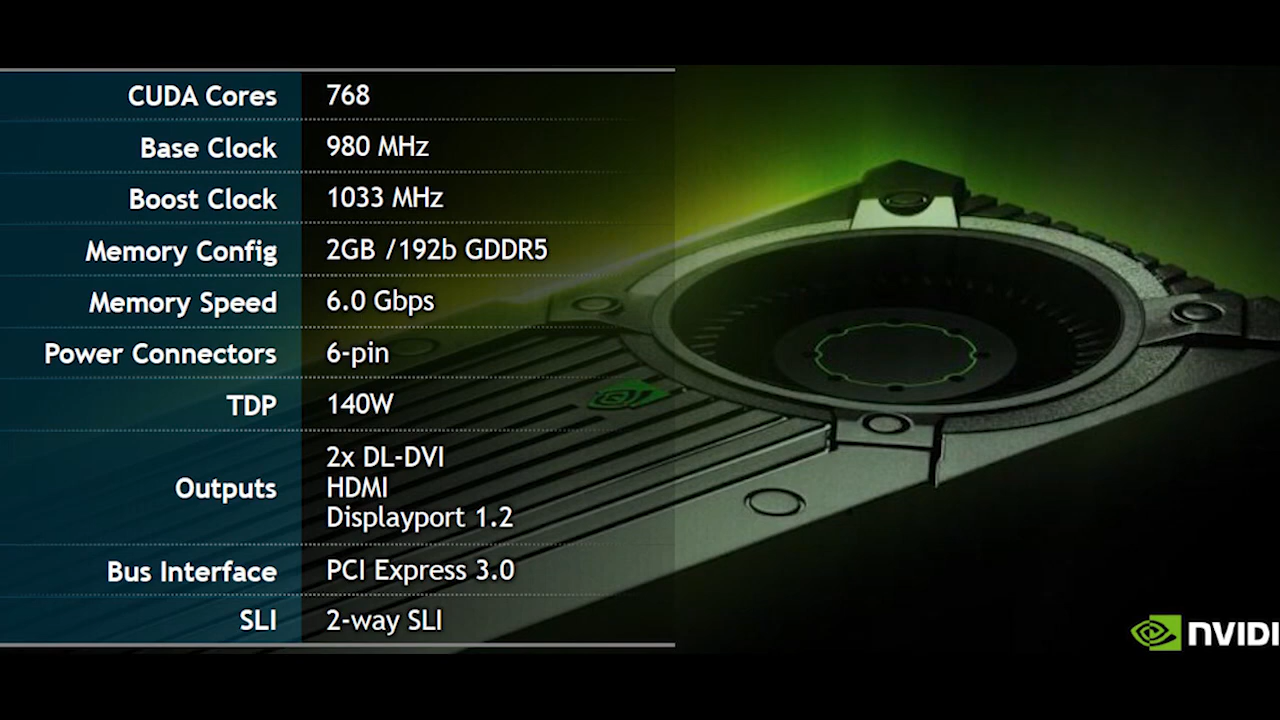 CUDA Cores 768
Base Clock 980 MHz
Boost Clock 1033 MHz
Memory Config 2GB /192b GDDR5
Memory Speed 6.0 Gbps
Power Connectors 6-pin
TDP 140W
Outputs 2x DL-DVI
HDMI
Displayport 1.2
Bus Interface PCI Express 3.0
SLI 2-way SLI
NVIDI